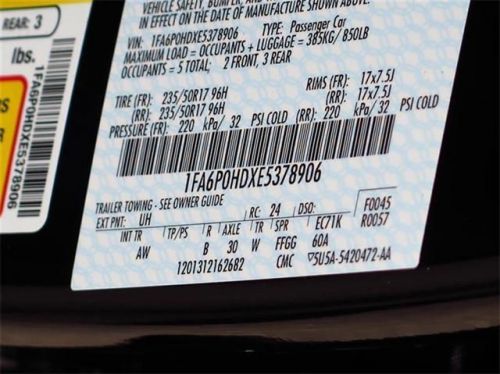 REAR: 3
lbs.
1FA6P0HDXE5378906
VEHICLE SAFETY, BUMPER, AND
IN EFFECT ON THE DATE OF MANUFACTURE SHOWN ABOVE.
VIN: 1FA6P0HDXE5378906 TYPE: Passenger Car
MAXIMUM LOAD = OCCUPANTS + LUGGAGE = 385KG/850LB
OCCUPANTS = 5 TOTAL; 2 FRONT, 3 REAR
TIRE (FR): 235/50R17 96H RIMS (FR): 17x7.5J
(RR): 235/50R17 96H (RR): 17x7.5J
PRESSURE (FR): 220 kPa/ 32 PSI COLD (RR): 220 kPa/ 32 PSI COLD
1FA6P0HDXE5378906
TRAILER TOWING - SEE OWNER GUIDE
EXT PNT: UH RC: 24 DSO: F0045
INT TR TP/PS R AXLE TR SPR EC71K R0057
AW B 30 W FFGG 60A
1201312162682 CMC ▽5U5A-5420472-AA